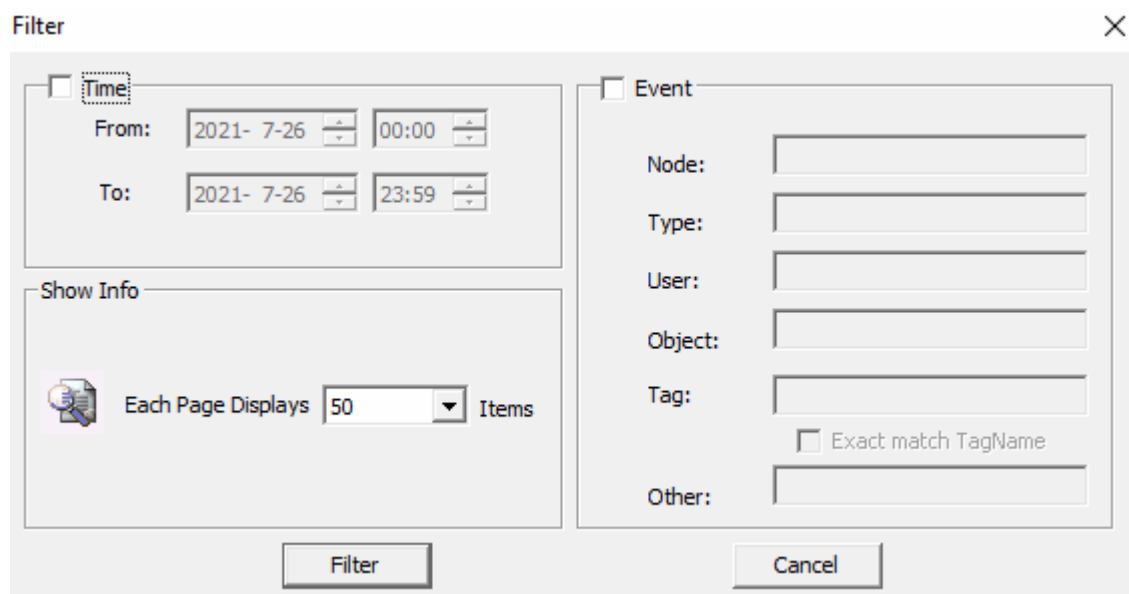 Filter
Time
From: 2021- 7-26 00:00
To: 2021- 7-26 23:59
Show Info
Each Page Displays 50 Items
Event
Node:
Type:
User:
Object:
Tag:
Exact match TagName
Other:
Filter
Cancel